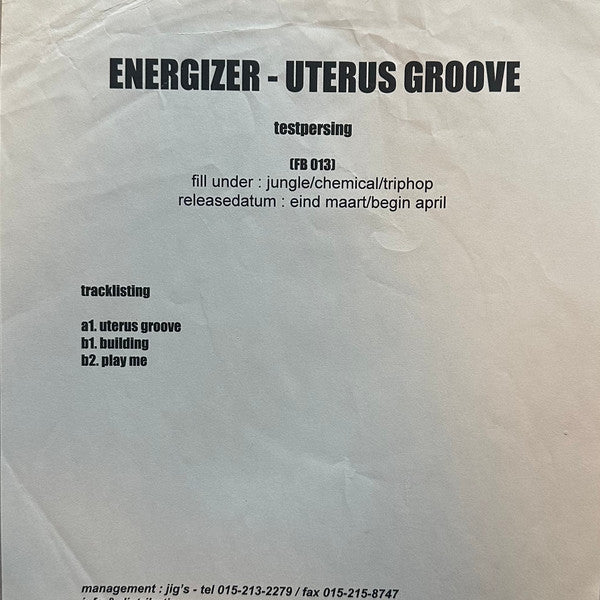 ENERGIZER - UTERUS GROOVE
testpersing
(FB 013)
fill under : jungle/chemical/triphop
releasedatum : eind maart/begin april
tracklisting
a1. uterus groove
b1. building
b2. play me
management : jig's - tel 015-213-2279 / fax 015-215-8747